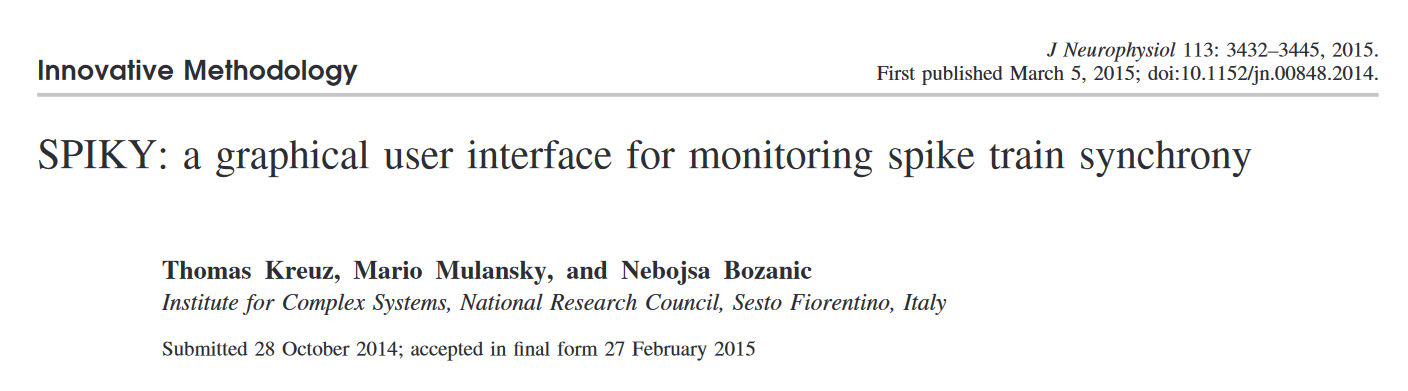 J Neurophysiol 113: 3432–3445, 2015.
Innovative Methodology
First published March 5, 2015; doi:10.1152/jn.00848.2014.
SPIKY: a graphical user interface for monitoring spike train synchrony
Thomas Kreuz, Mario Mulansky, and Nebojsa Bozanic
Institute for Complex Systems, National Research Council, Sesto Fiorentino, Italy
Submitted 28 October 2014; accepted in final form 27 February 2015